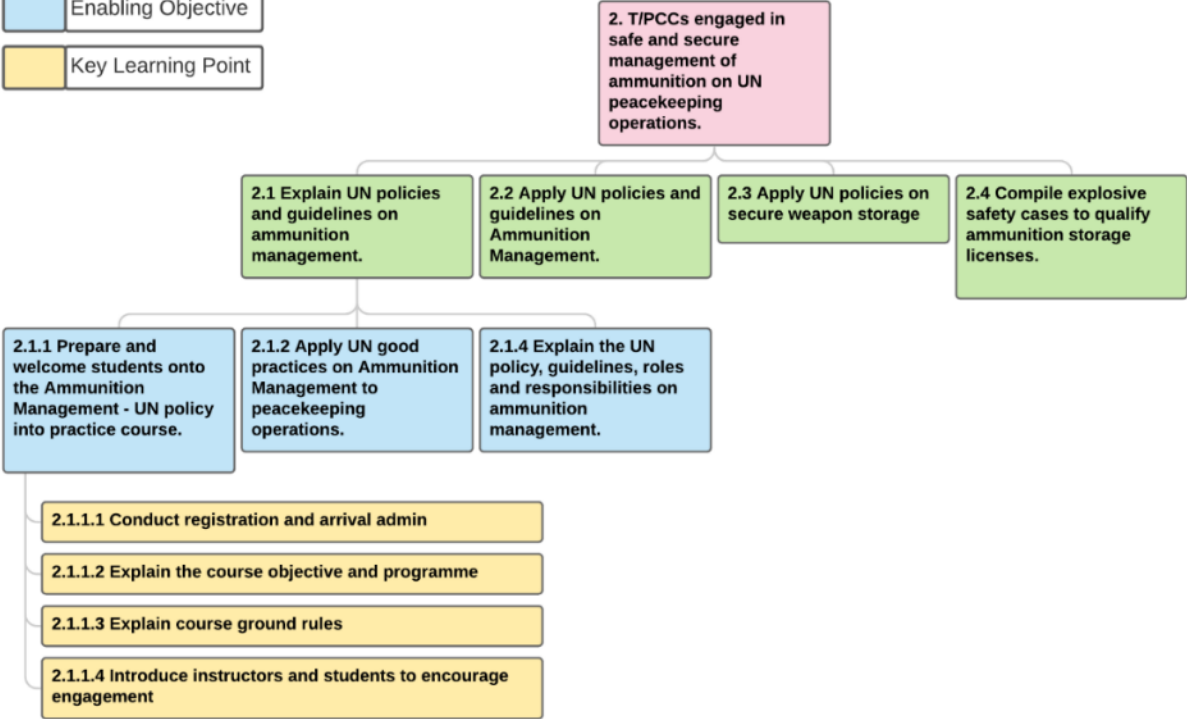 Enabling Objective
Key Learning Point
2. T/PCCs engaged in
safe and secure
management of
ammunition on UN
peacekeeping
operations.
2.1 Explain UN policies
and guidelines on
ammunition
management.
2.2 Apply UN policies and
guidelines on
Ammunition
Management.
2.3 Apply UN policies on
secure weapon storage
2.4 Compile explosive
safety cases to qualify
ammunition storage
licenses.
2.1.1 Prepare and
welcome students onto
the Ammunition
Management - UN policy
into practice course.
2.1.2 Apply UN good
practices on Ammunition
Management to
peacekeeping
operations.
2.1.4 Explain the UN
policy, guidelines, roles
and responsibilities on
ammunition
management.
2.1.1.1 Conduct registration and arrival admin
2.1.1.2 Explain the course objective and programme
2.1.1.3 Explain course ground rules
2.1.1.4 Introduce instructors and students to encourage
engagement